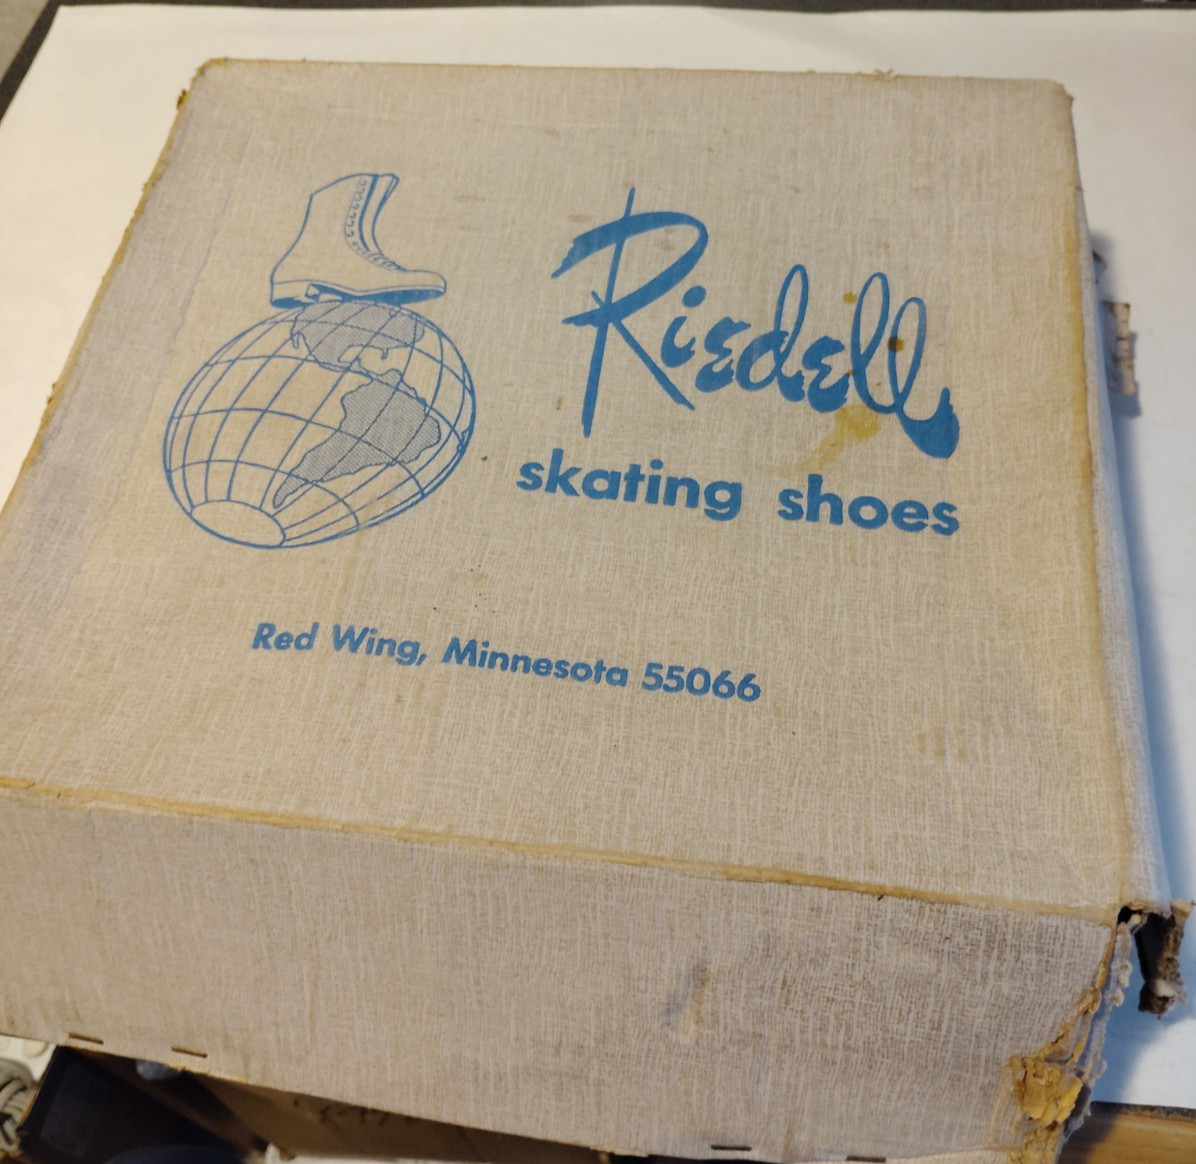 Riedell
skating shoes
Red Wing, Minnesota 55066